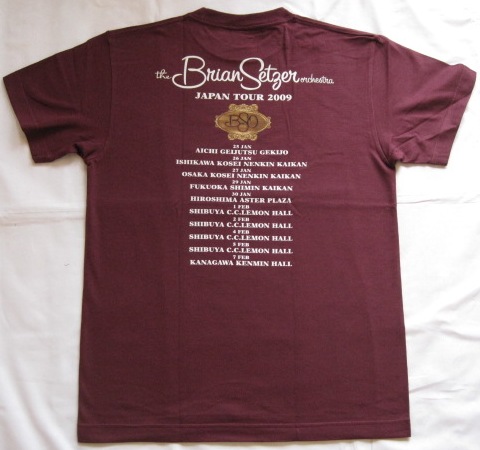 the Brian Setzer orchestra
JAPAN TOUR 2009
BSO
25 JAN
AICHI GEIJUTSU GEKIJO
26 JAN
ISHIKAWA KOSEI NENKIN KAIKAN
27 JAN
OSAKA KOSEI NENKIN KAIKAN
29 JAN
FUKUOKA SHIMIN KAIKAN
30 JAN
HIROSHIMA ASTER PLAZA
1 FEB
SHIBUYA C.C.LEMON HALL
2 FEB
SHIBUYA C.C.LEMON HALL
4 FEB
SHIBUYA C.C.LEMON HALL
5 FEB
SHIBUYA C.C.LEMON HALL
7 FEB
KANAGAWA KENMIN HALL